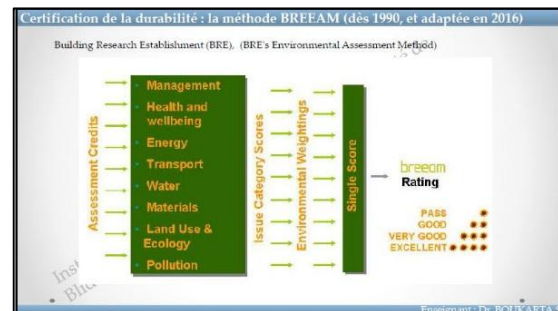 Certification de la durabilité : la méthode BREEAM (dès 1990, et adaptée en 2016)
Building Research Establishment (BRE), (BRE's Environmental Assessment Method)
Assessment Credits
• Management
• Health and
wellbeing
• Energy
• Transport
• Water
• Materials
• Land Use &
Ecology
• Pollution
Issue Category Scores
Environmental Weightings
Single Score
breeam
Rating
PASS
GOOD
VERY GOOD
EXCELLENT
Enseignant : Dr. BOUKARTA